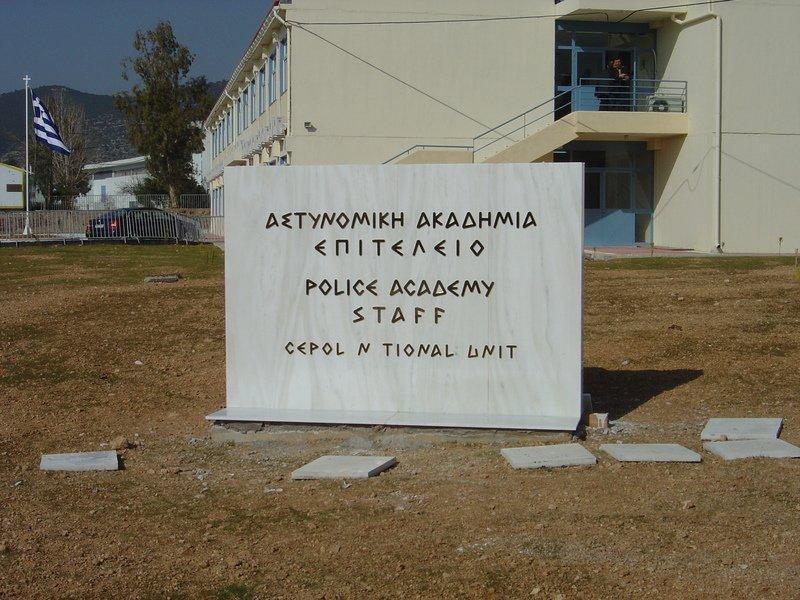 ΑΣΤΥΝΟΜΙΚΗ ΑΚΑΔΗΜΙΑ
ΕΠΙΤΕΛΕΙΟ
POLICE ACADEMY
STAFF
CEPOL N TIONAL UNIT